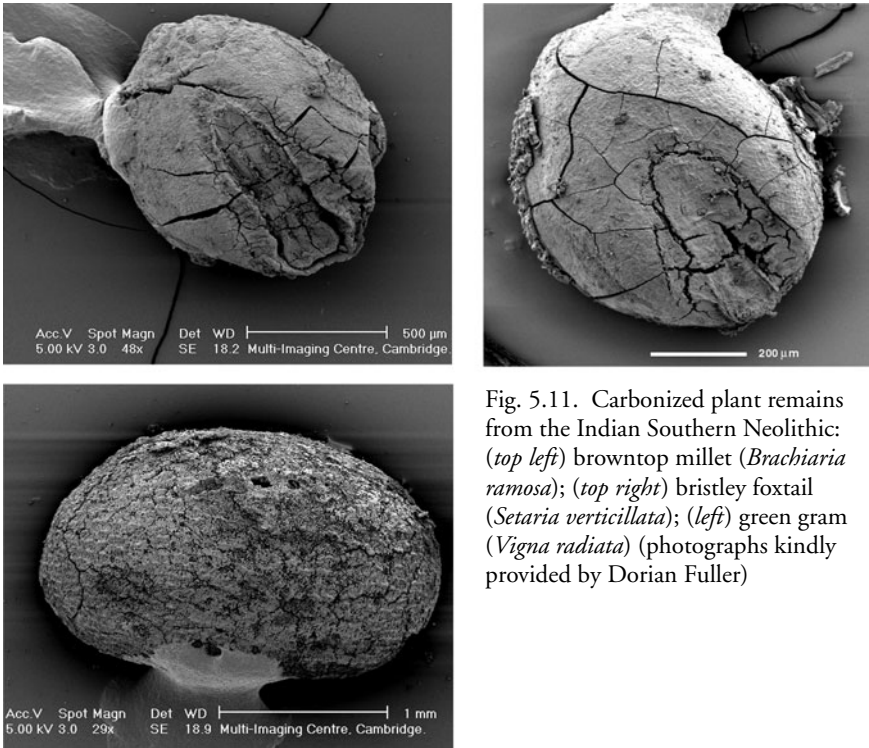 Acc.V Spot Magn Det WD 500 µm
5.00 kV 3.0 48x SE 18.2 Multi-Imaging Centre, Cambridge.
200 µm
Acc.V Spot Magn Det WD 1 mm
5.00 kV 3.0 29x SE 18.9 Multi-Imaging Centre, Cambridge.
Fig. 5.11. Carbonized plant remains
from the Indian Southern Neolithic:
(top left) browntop millet (Brachiaria
ramosa); (top right) bristley foxtail
(Setaria verticillata); (left) green gram
(Vigna radiata) (photographs kindly
provided by Dorian Fuller)